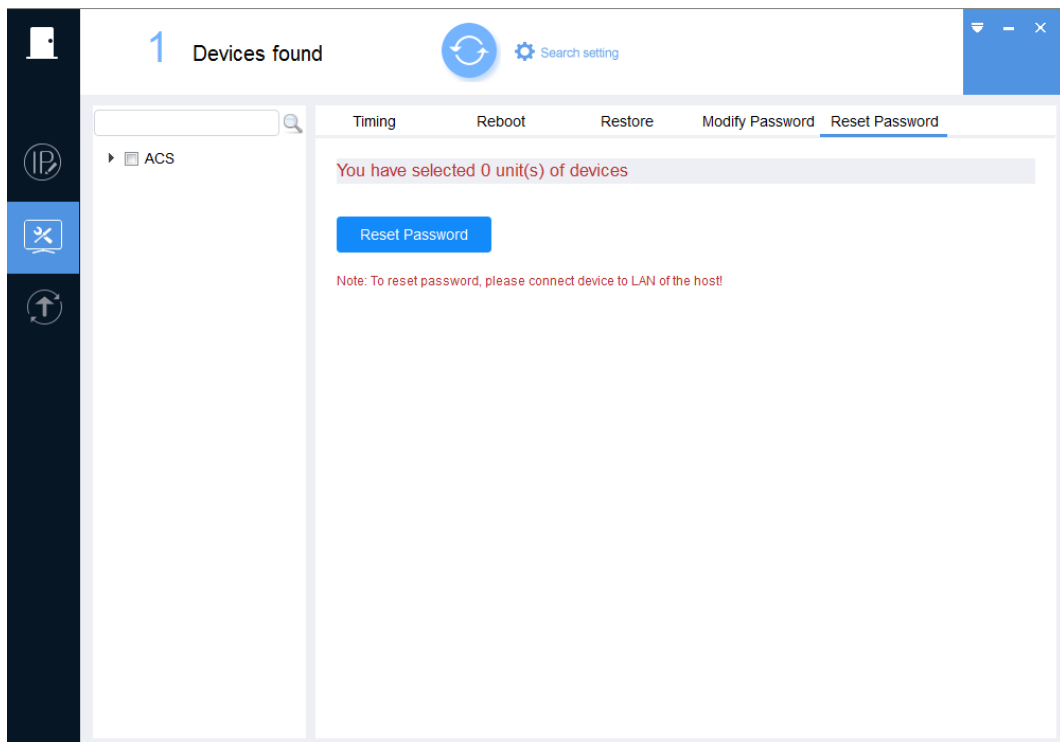 1 Devices found
Search setting
IP
Timing Reboot Restore Modify Password Reset Password
ACS
You have selected 0 unit(s) of devices
Reset Password
Note: To reset password, please connect device to LAN of the host!